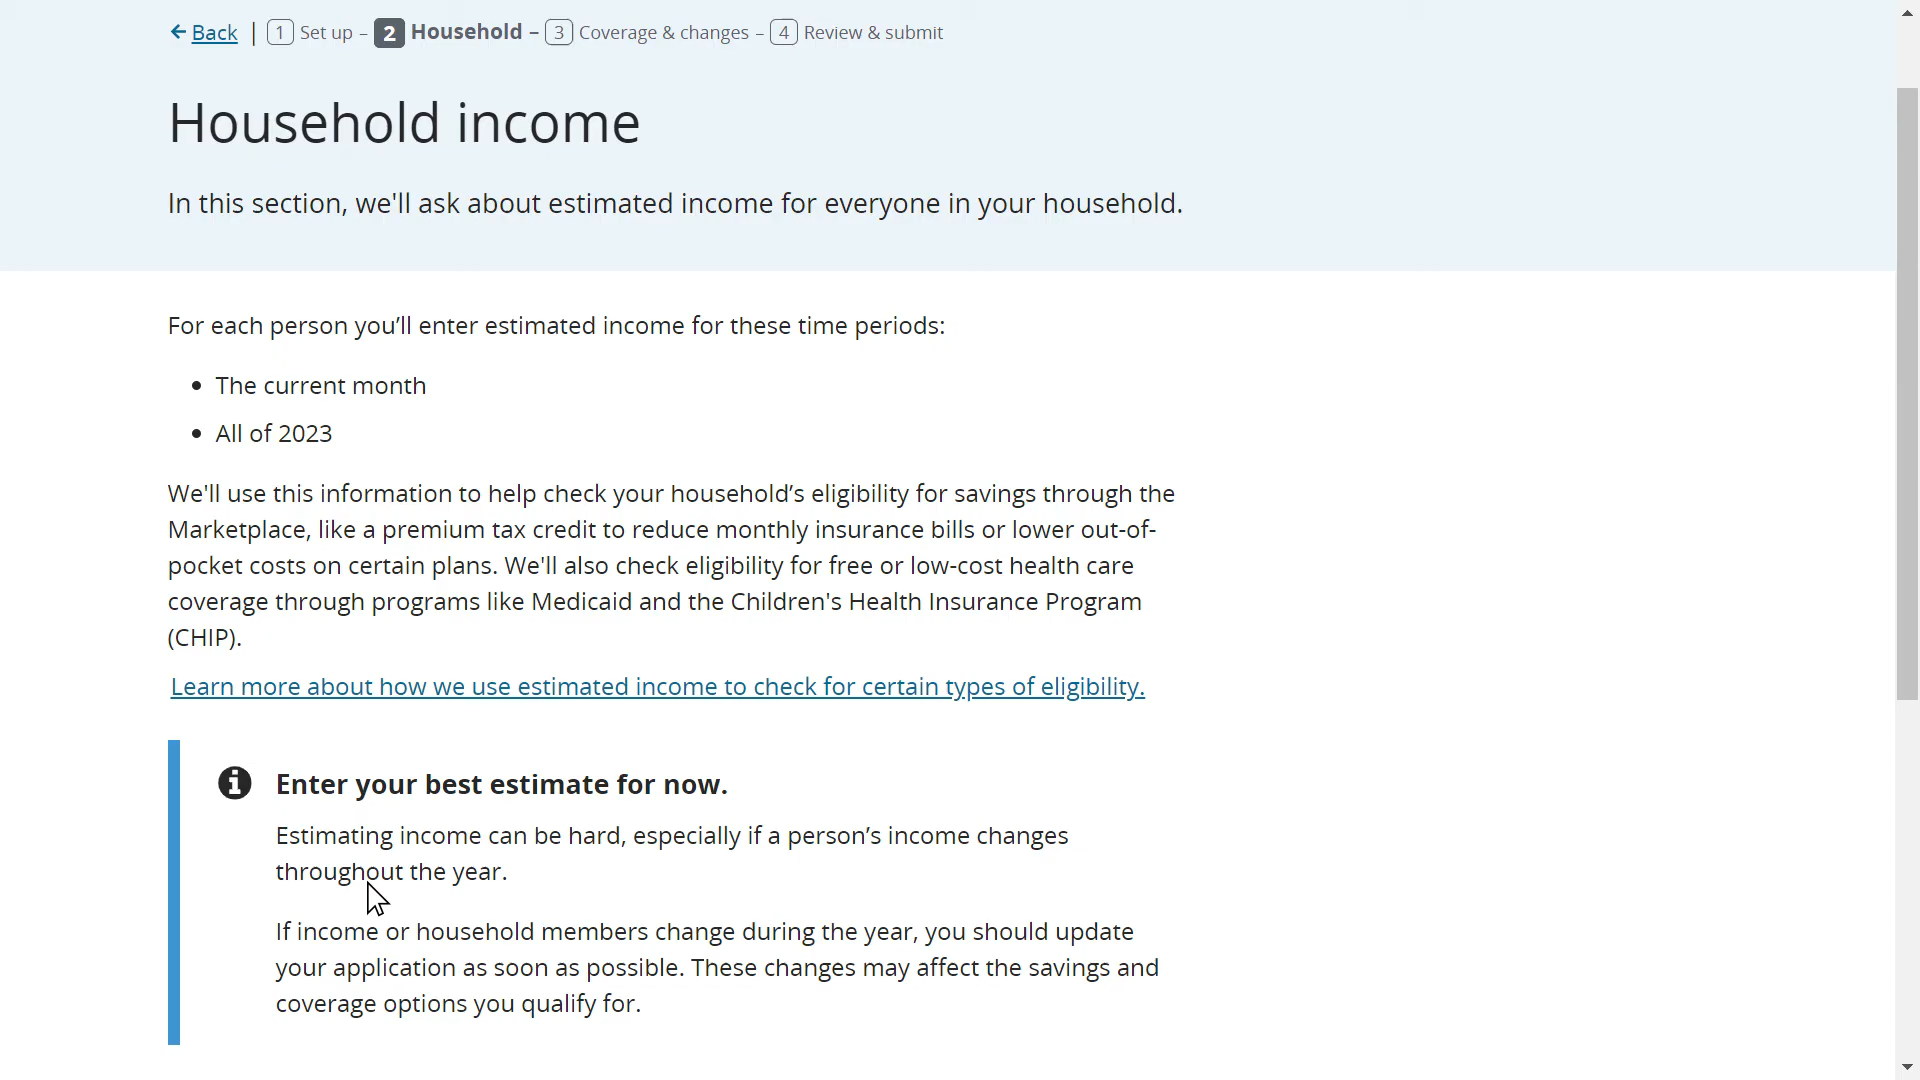 Back | 1 Set up – 2 Household – 3 Coverage & changes – 4 Review & submit
Household income
In this section, we'll ask about estimated income for everyone in your household.
For each person you’ll enter estimated income for these time periods:
• The current month
• All of 2023
We'll use this information to help check your household’s eligibility for savings through the
Marketplace, like a premium tax credit to reduce monthly insurance bills or lower out-of-
pocket costs on certain plans. We'll also check eligibility for free or low-cost health care
coverage through programs like Medicaid and the Children's Health Insurance Program
(CHIP).
Learn more about how we use estimated income to check for certain types of eligibility.
Enter your best estimate for now.
Estimating income can be hard, especially if a person’s income changes
throughout the year.
If income or household members change during the year, you should update
your application as soon as possible. These changes may affect the savings and
coverage options you qualify for.